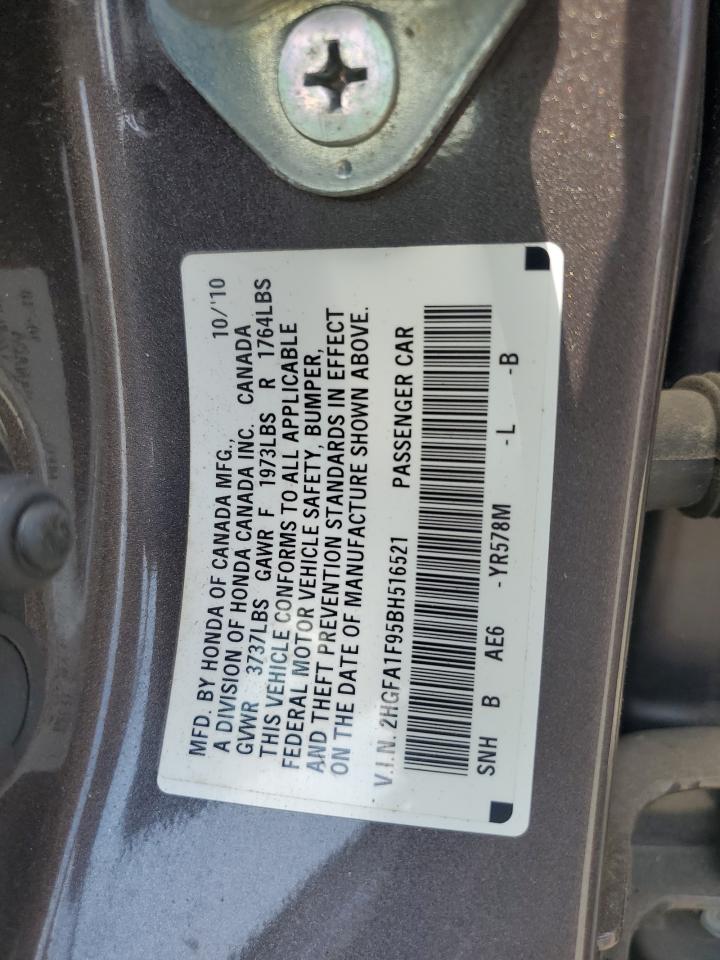 MFD. BY HONDA OF CANADA MFG., 10/'10
A DIVISION OF HONDA CANADA INC. CANADA
GVWR 3737LBS GAWR F 1973LBS R 1764LBS
THIS VEHICLE CONFORMS TO ALL APPLICABLE
FEDERAL MOTOR VEHICLE SAFETY, BUMPER,
AND THEFT PREVENTION STANDARDS IN EFFECT
ON THE DATE OF MANUFACTURE SHOWN ABOVE.
V.I.N. 2HGFA1F95BH516521 PASSENGER CAR
SNH B AE6 -YR578M -L -B